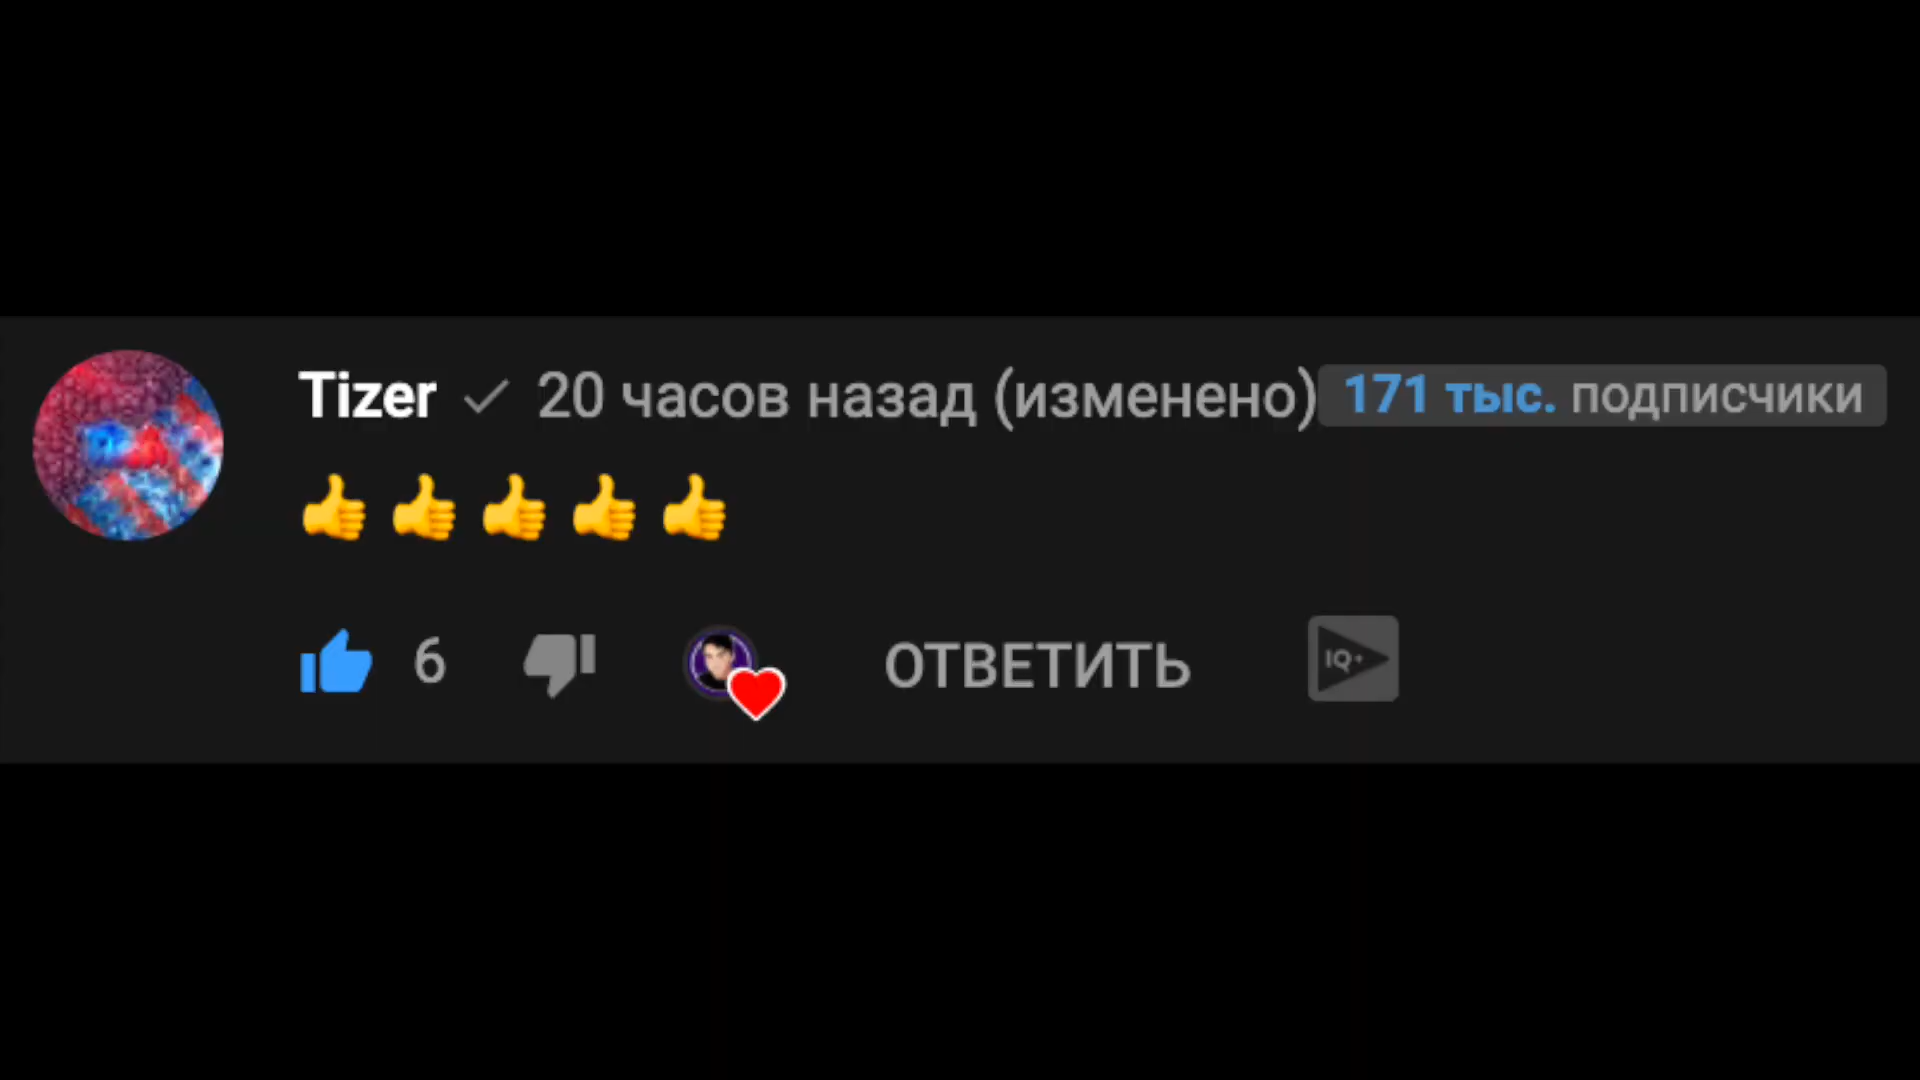 Tizer ✓ 20 часов назад (изменено) 171 тыс. подписчики
👍 👍 👍 👍 👍
6 ОТВЕТИТЬ IQ+